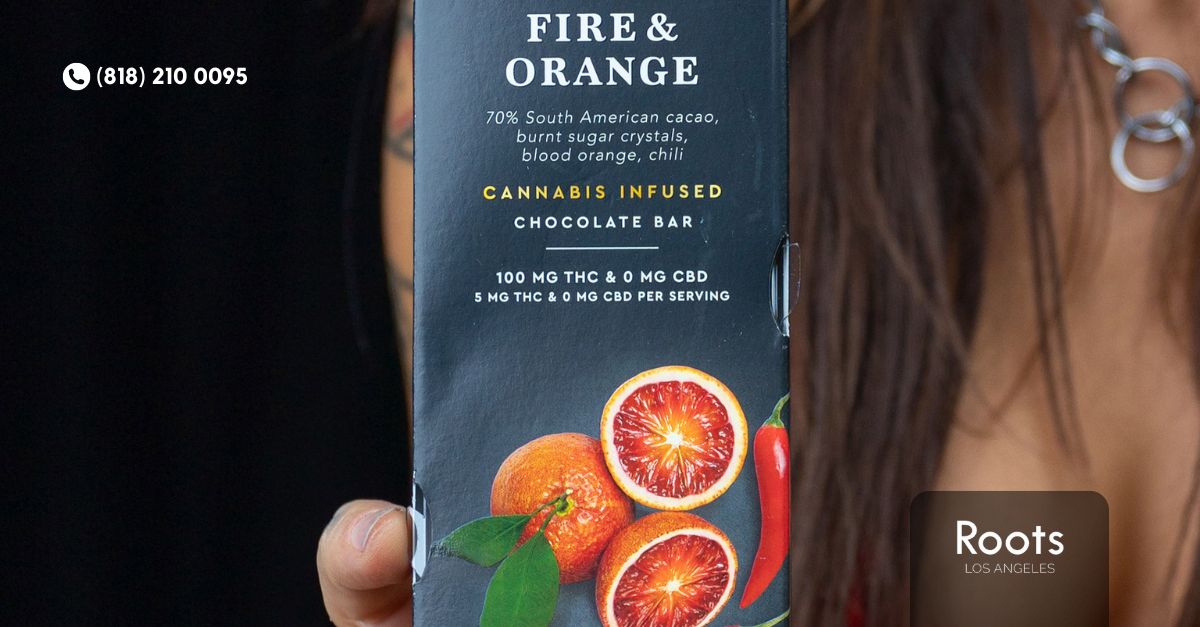 (818) 210 0095
FIRE &
ORANGE
70% South American cacao,
burnt sugar crystals,
blood orange, chili
CANNABIS INFUSED
CHOCOLATE BAR
100 MG THC & 0 MG CBD
5 MG THC & 0 MG CBD PER SERVING
Roots
LOS ANGELES